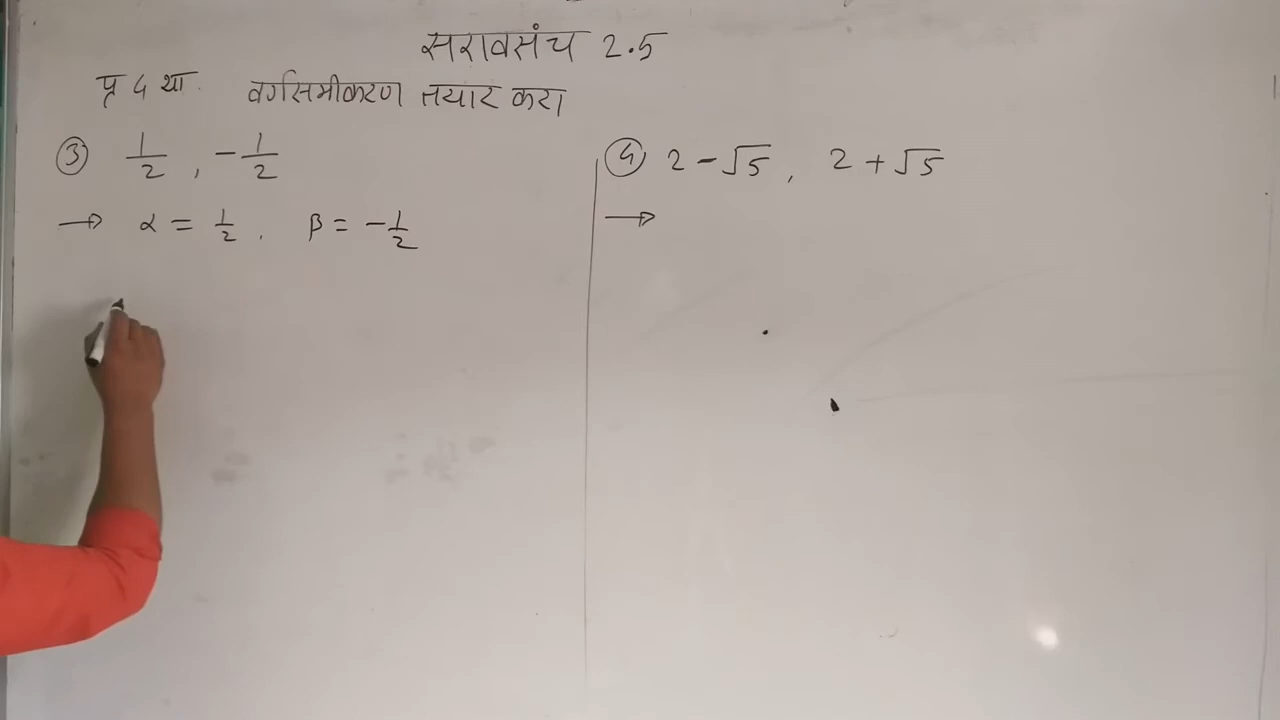 सरावसंच 2.5
प्र 4 था. वर्गसमीकरण तयार करा
③ 1/2 , -1/2
→ α = 1/2 . β = -1/2
④ 2 - √5 , 2 + √5
→